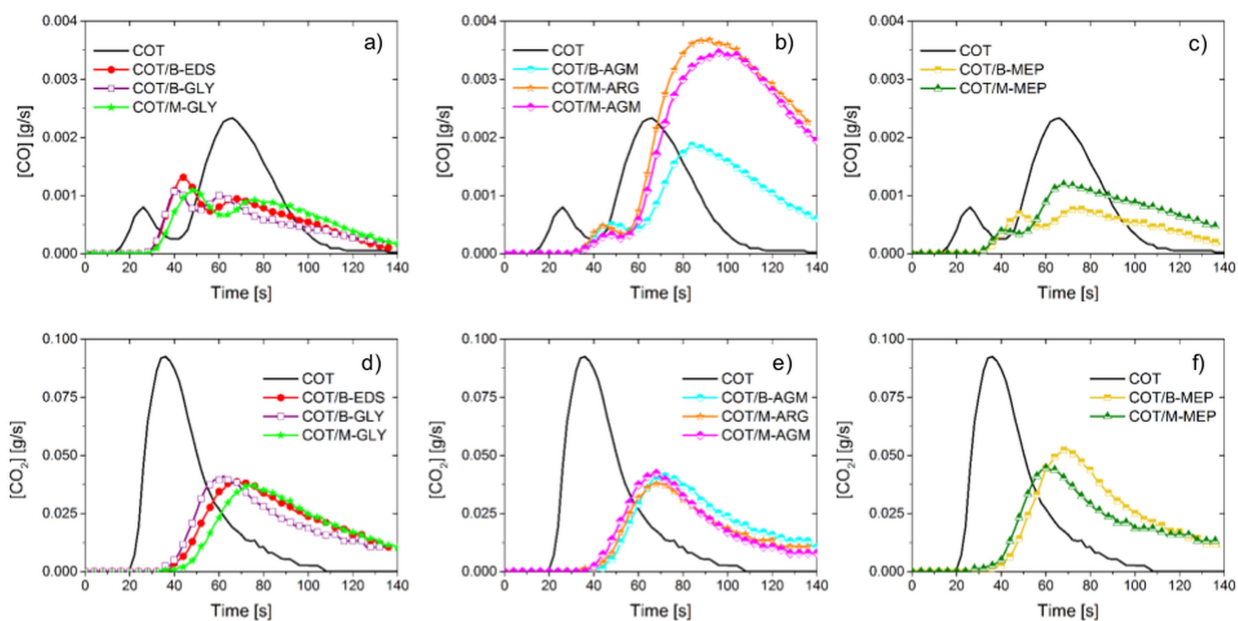 a)
COT
COT/B-EDS
COT/B-GLY
COT/M-GLY
[CO] [g/s]
0.004
0.003
0.002
0.001
0.000
0 20 40 60 80 100 120 140
Time [s]
b)
COT
COT/B-AGM
COT/M-ARG
COT/M-AGM
[CO] [g/s]
0.004
0.003
0.002
0.001
0.000
0 20 40 60 80 100 120 140
Time [s]
c)
COT
COT/B-MEP
COT/M-MEP
[CO] [g/s]
0.004
0.003
0.002
0.001
0.000
0 20 40 60 80 100 120 140
Time [s]
d)
COT
COT/B-EDS
COT/B-GLY
COT/M-GLY
[CO₂] [g/s]
0.100
0.075
0.050
0.025
0.000
0 20 40 60 80 100 120 140
Time [s]
e)
COT
COT/B-AGM
COT/M-ARG
COT/M-AGM
[CO₂] [g/s]
0.100
0.075
0.050
0.025
0.000
0 20 40 60 80 100 120 140
Time [s]
f)
COT
COT/B-MEP
COT/M-MEP
[CO₂] [g/s]
0.100
0.075
0.050
0.025
0.000
0 20 40 60 80 100 120 140
Time [s]